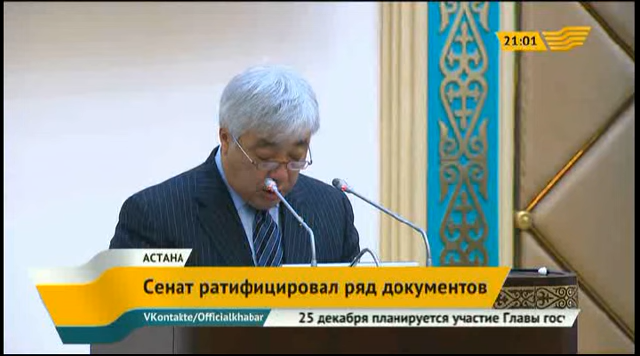 21:01
АСТАНА
Сенат ратифицировал ряд документов
VKontakte/Officialkhabar
25 декабря планируется участие Главы гос